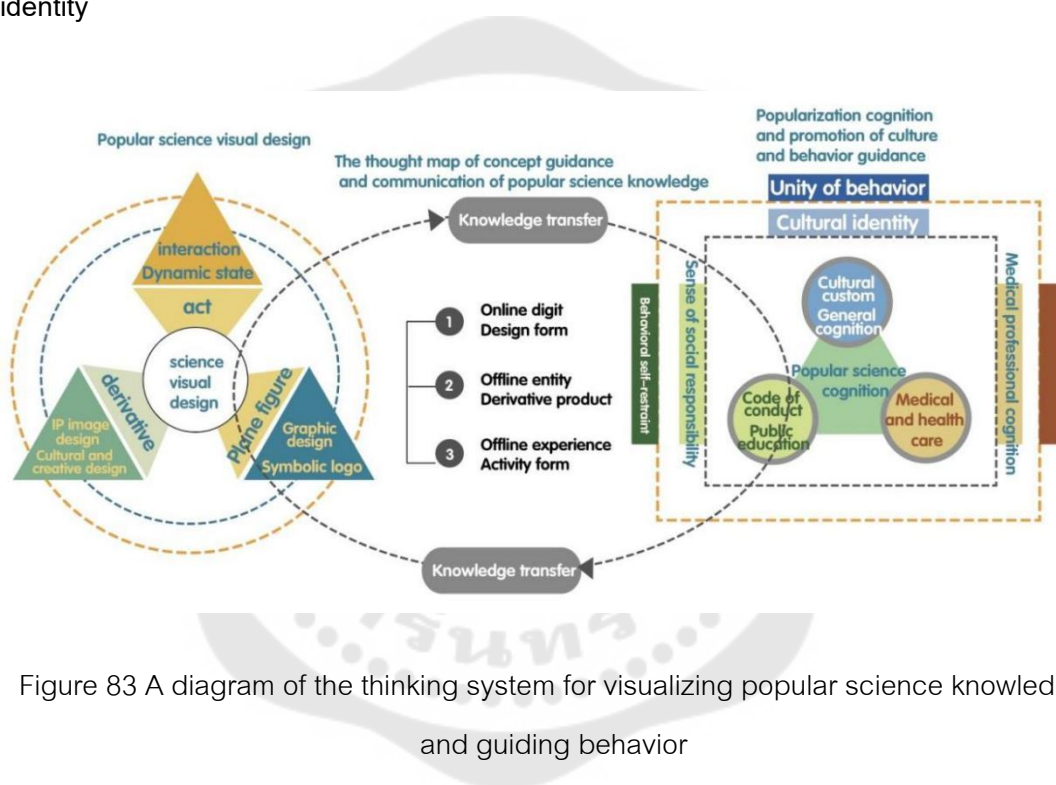 identity
Popular science visual design
interaction
Dynamic state
act
science
visual
design
derivative
IP image
design
Cultural and
creative design
Plane figure
Graphic
design
Symbolic logo
The thought map of concept guidance
and communication of popular science knowledge
Knowledge transfer
1
Online digit
Design form
2
Offline entity
Derivative product
3
Offline experience
Activity form
Knowledge transfer
Popularization cognition
and promotion of culture
and behavior guidance
Unity of behavior
Cultural identity
Behavioral self-restraint
Sense of social responsibility
Cultural
custom
General
cognition
Popular science
cognition
Code of
conduct
Public
education
Medical
and health
care
Medical professional cognition
Figure 83 A diagram of the thinking system for visualizing popular science knowled
and guiding behavior